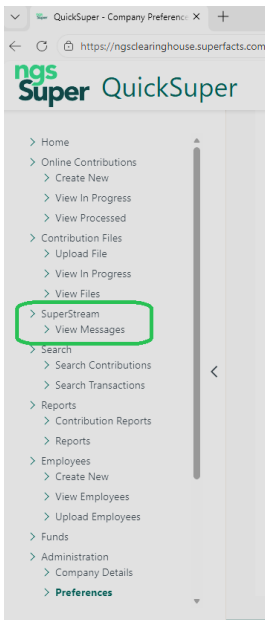 QuickSuper - Company Preferenc
https://ngsclearinghouse.superfacts.com
ngs
Super QuickSuper
Home
Online Contributions
Create New
View In Progress
View Processed
Contribution Files
Upload File
View In Progress
View Files
SuperStream
View Messages
Search
Search Contributions
Search Transactions
Reports
Contribution Reports
Reports
Employees
Create New
View Employees
Upload Employees
Funds
Administration
Company Details
Preferences